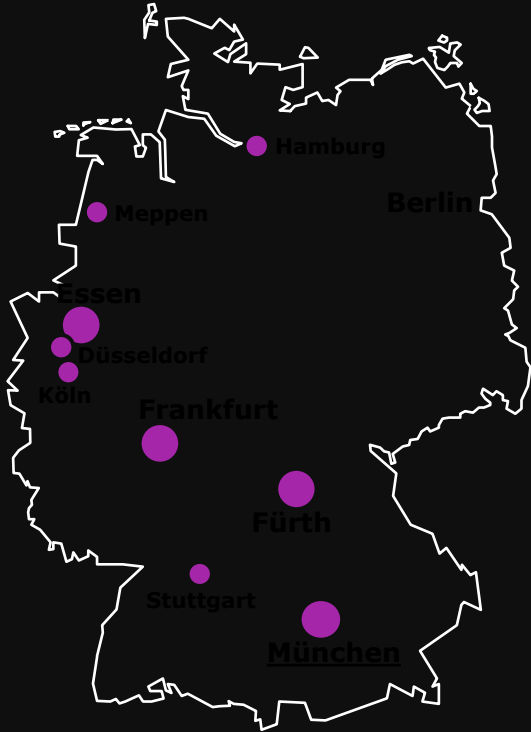 Hamburg
Berlin
Meppen
Essen
Düsseldorf
Köln
Frankfurt
Fürth
Stuttgart
München